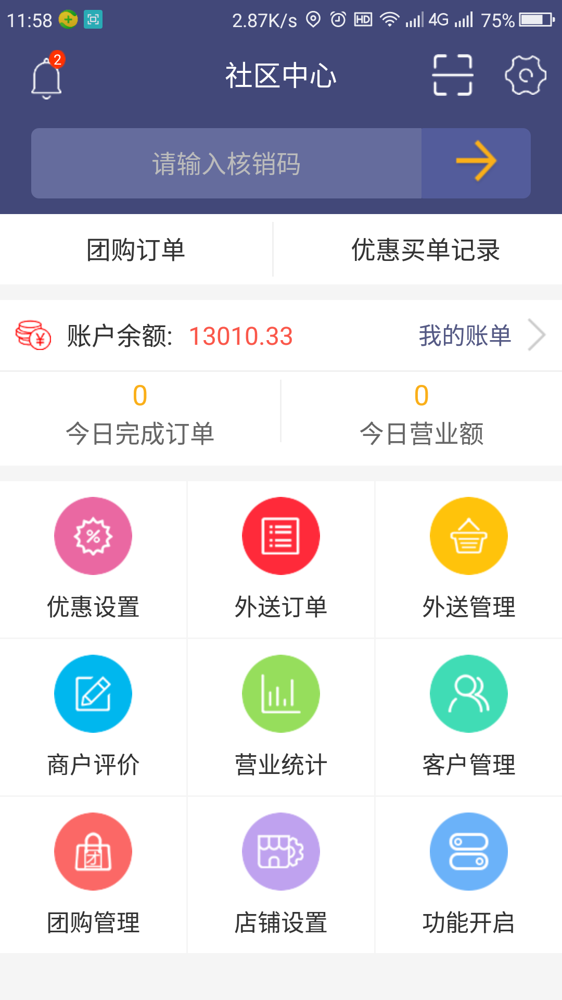 11:58 2.87K/s HD 4G 75%
2
社区中心
请输入核销码
团购订单 优惠买单记录
账户余额: 13010.33 我的账单
0 0
今日完成订单 今日营业额
优惠设置 外送订单 外送管理
商户评价 营业统计 客户管理
团
团购管理 店铺设置 功能开启